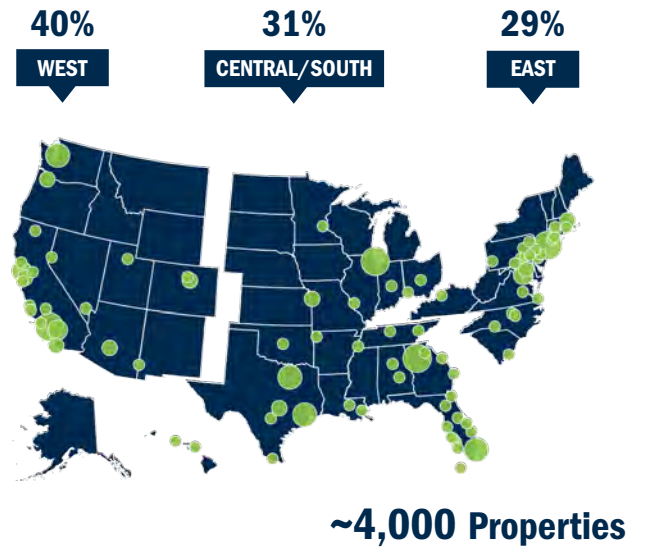 40%
31%
29%
WEST
CENTRAL/SOUTH
EAST
~4,000 Properties